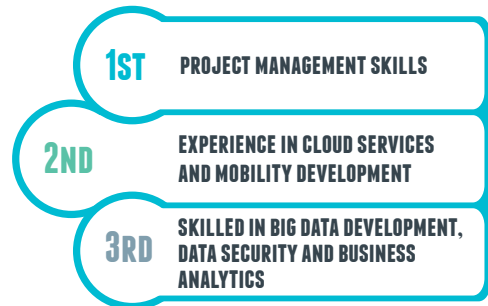 1ST
PROJECT MANAGEMENT SKILLS
2ND
EXPERIENCE IN CLOUD SERVICES
AND MOBILITY DEVELOPMENT
3RD
SKILLED IN BIG DATA DEVELOPMENT,
DATA SECURITY AND BUSINESS
ANALYTICS